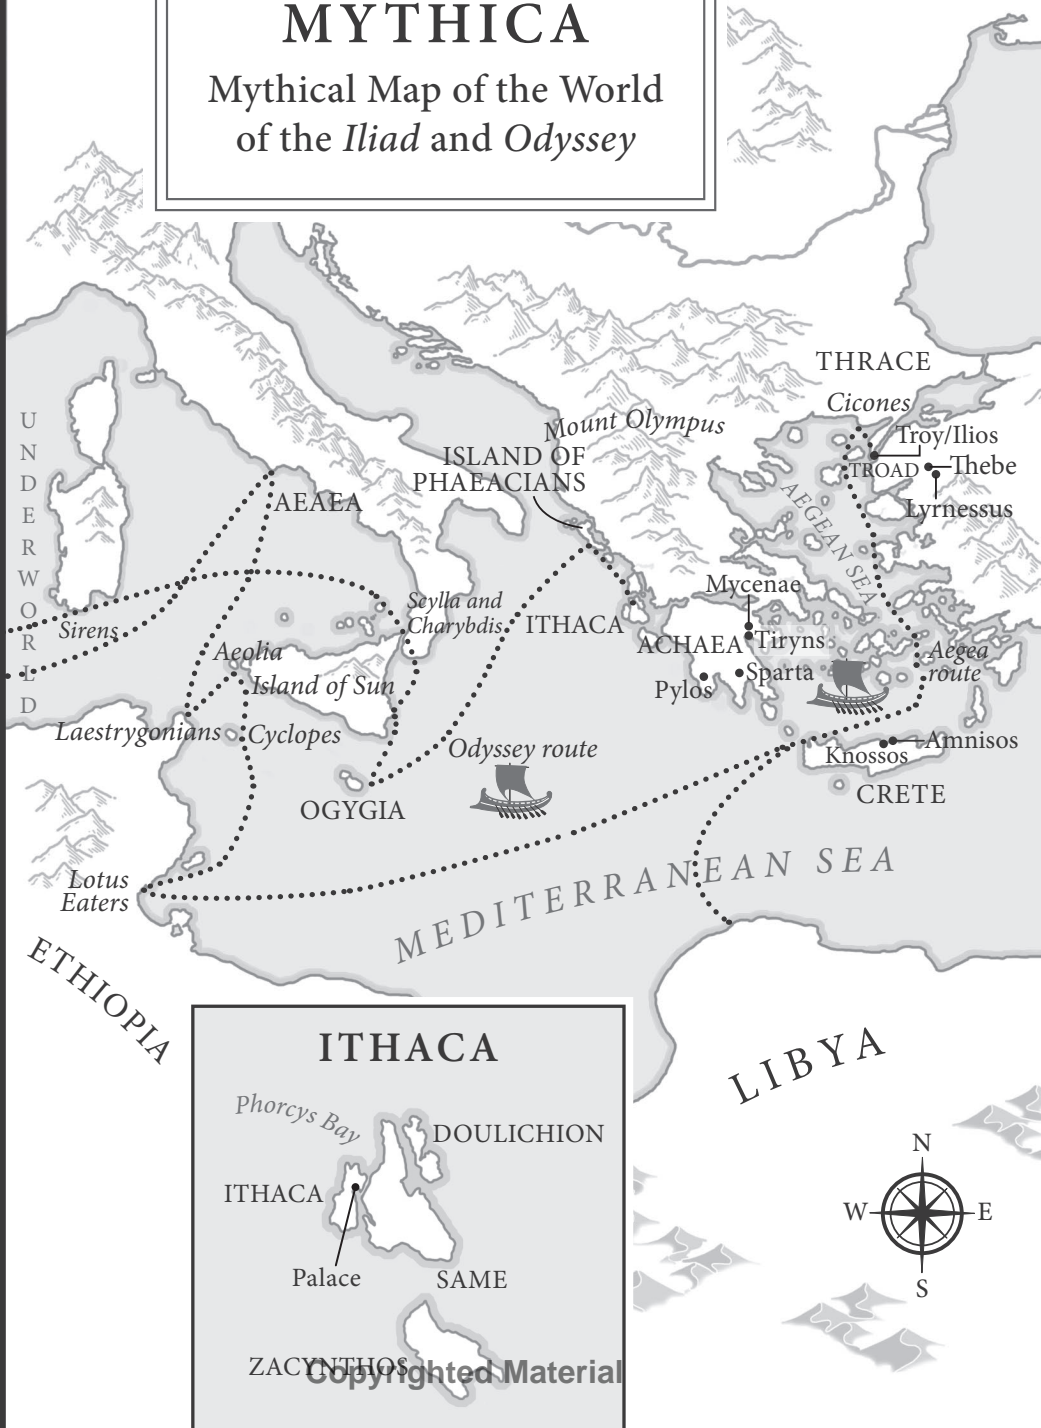 MYTHICA
Mythical Map of the World
of the Iliad and Odyssey
THRACE
Cicones
Mount Olympus
Troy/Ilios
TROAD
Thebe
Lyrnessus
ISLAND OF
PHAEACIANS
UNDERWORLD
AEAEA
AEGEAN SEA
Mycenae
Scylla and
Charybdis
ITHACA
Sirens
ACHAEA
Tiryns
Aeolia
Aegea
route
Island of Sun
Sparta
Pylos
Laestrygonians
Cyclopes
Odyssey route
Amnisos
Knossos
OGYGIA
CRETE
MEDITERRANEAN SEA
Lotus
Eaters
ETHIOPIA
LIBYA
ITHACA
Phorcys Bay
DOULICHION
ITHACA
Palace
SAME
ZACYNTHOS
N
W
E
S
Copyrighted Material